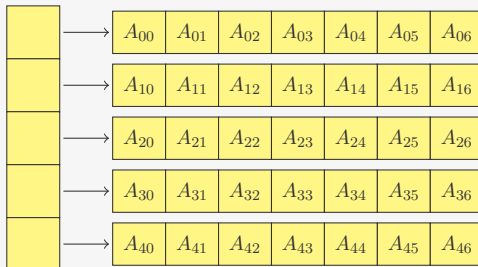 A₀₀ A₀₁ A₀₂ A₀₃ A₀₄ A₀₅ A₀₆
A₁₀ A₁₁ A₁₂ A₁₃ A₁₄ A₁₅ A₁₆
A₂₀ A₂₁ A₂₂ A₂₃ A₂₄ A₂₅ A₂₆
A₃₀ A₃₁ A₃₂ A₃₃ A₃₄ A₃₅ A₃₆
A₄₀ A₄₁ A₄₂ A₄₃ A₄₄ A₄₅ A₄₆